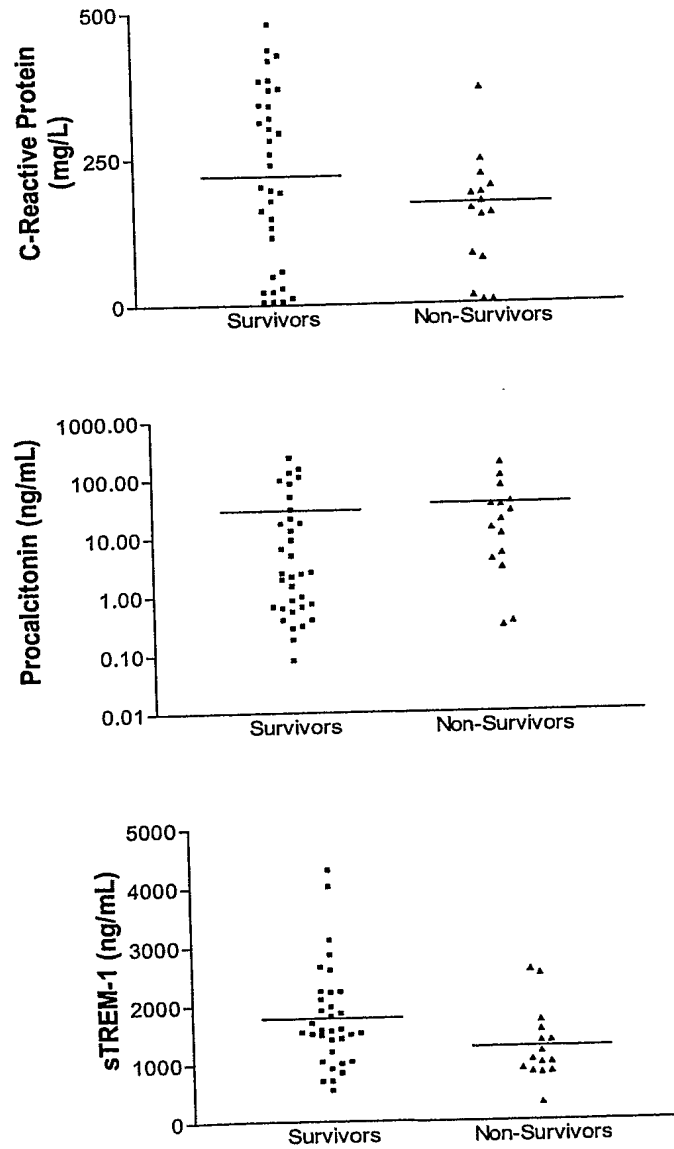 C-Reactive Protein
(mg/L)
500
250
0
Survivors
Non-Survivors
Procalcitonin (ng/mL)
1000.00
100.00
10.00
1.00
0.10
0.01
Survivors
Non-Survivors
sTREM-1 (ng/mL)
5000
4000
3000
2000
1000
0
Survivors
Non-Survivors